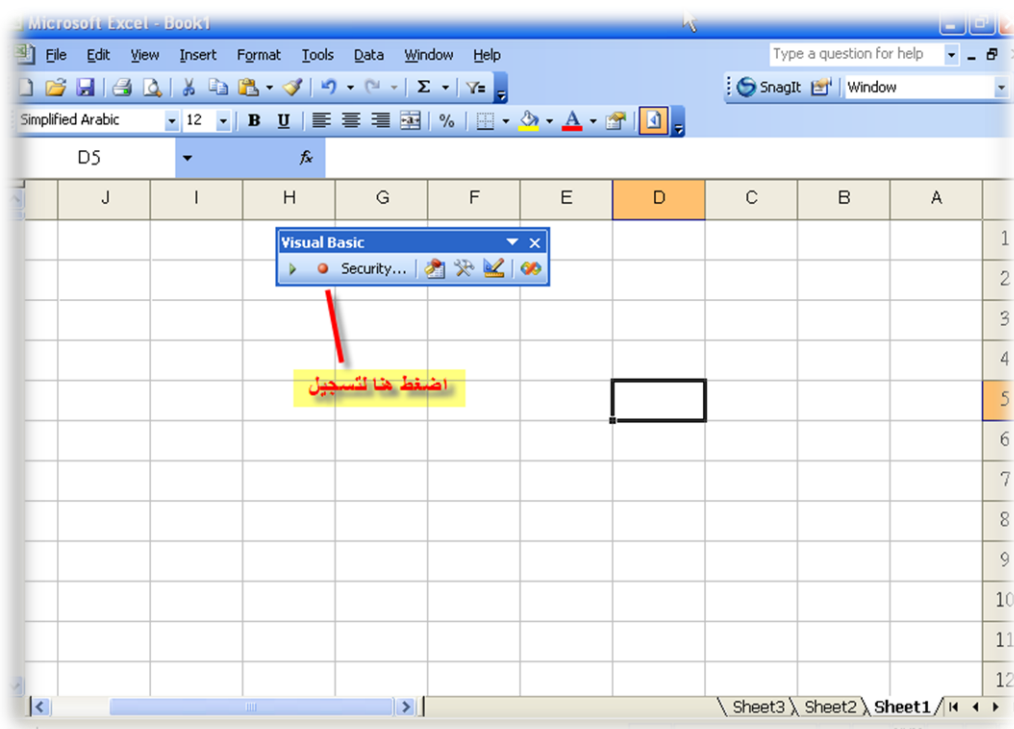 Microsoft Excel - Book1
File Edit View Insert Format Tools Data Window Help
Type a question for help
SnagIt Window
Simplified Arabic 12 B U %
D5 fx
J I H G F E D C B A
Visual Basic
Security...
اضغط هنا لتسجيل
1
2
3
4
5
6
7
8
9
10
11
12
Sheet3 Sheet2 Sheet1